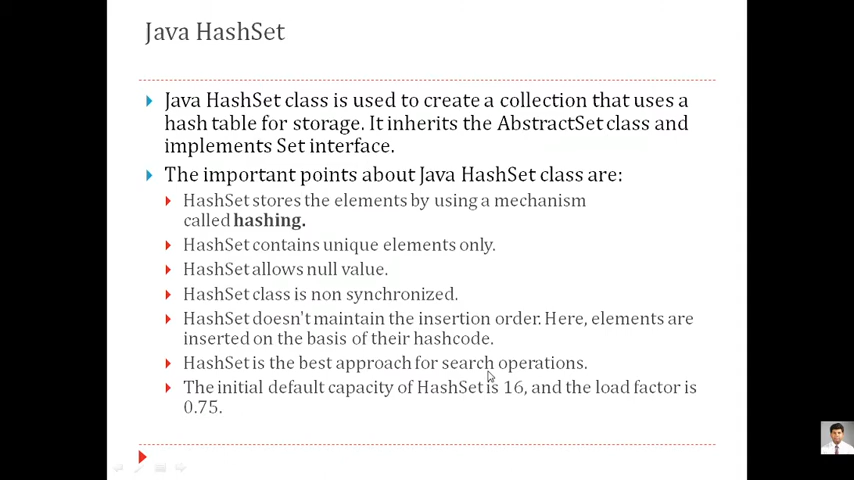 Java HashSet
Java HashSet class is used to create a collection that uses a
hash table for storage. It inherits the AbstractSet class and
implements Set interface.
The important points about Java HashSet class are:
HashSet stores the elements by using a mechanism
called hashing.
HashSet contains unique elements only.
HashSet allows null value.
HashSet class is non synchronized.
HashSet doesn't maintain the insertion order. Here, elements are
inserted on the basis of their hashcode.
HashSet is the best approach for search operations.
The initial default capacity of HashSet is 16, and the load factor is
0.75.